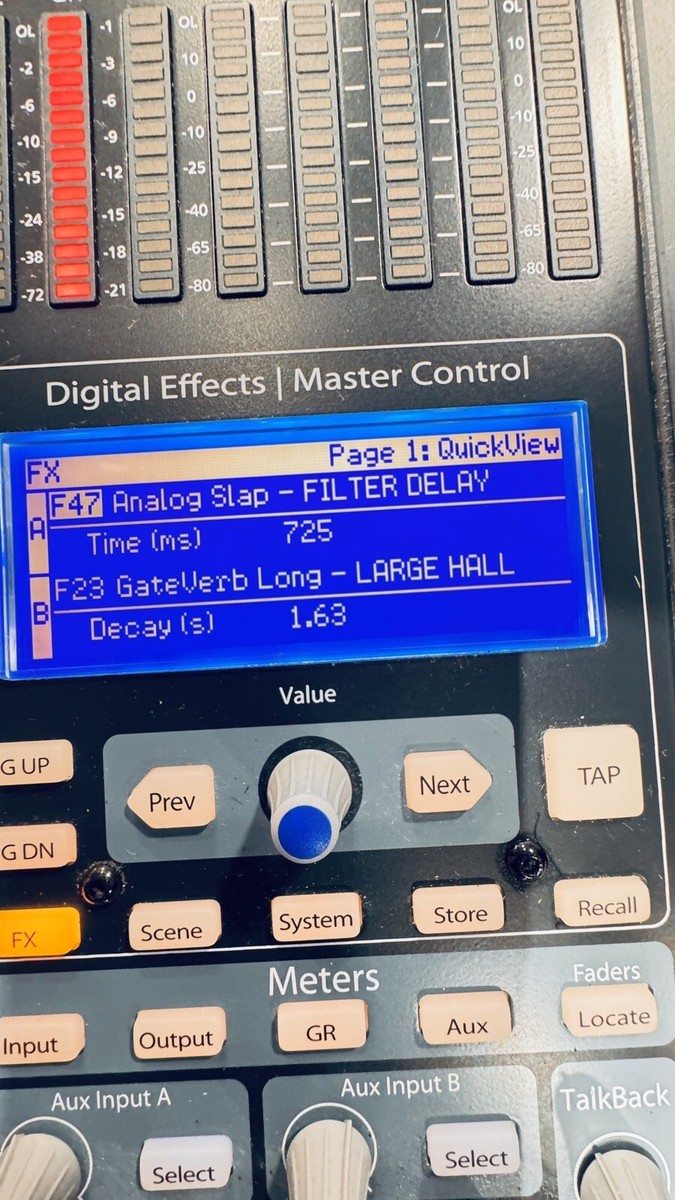 OL
-2
-6
-10
-15
-24
-38
-72
-1
-3
-6
-9
-12
-15
-18
-21
OL
10
0
-10
-25
-40
-65
-80
OL
10
0
-10
-25
-40
-65
-80
Digital Effects | Master Control
FX Page 1: QuickView
A F47 Analog Slap - FILTER DELAY
Time (ms) 725
B F23 GateVerb Long - LARGE HALL
Decay (s) 1.63
Value
G UP
Prev
Next
TAP
G DN
FX
Scene
System
Store
Recall
Meters
Faders
Input
Output
GR
Aux
Locate
Aux Input A
Aux Input B
TalkBack
Select
Select